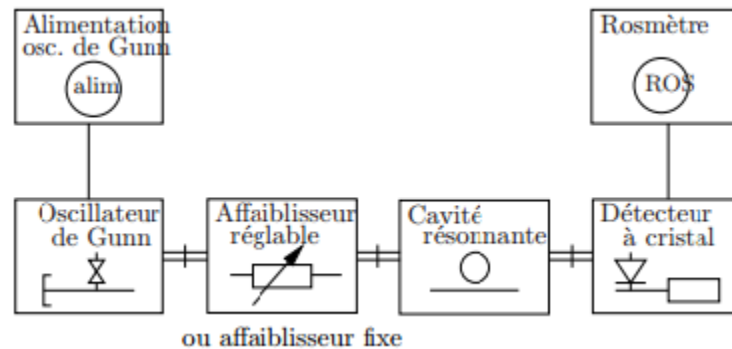 Alimentation
osc. de Gunn
alim
Rosmètre
ROS
Oscillateur
de Gunn
Affaiblisseur
réglable
Cavité
résonnante
Détecteur
à cristal
ou affaiblisseur fixe